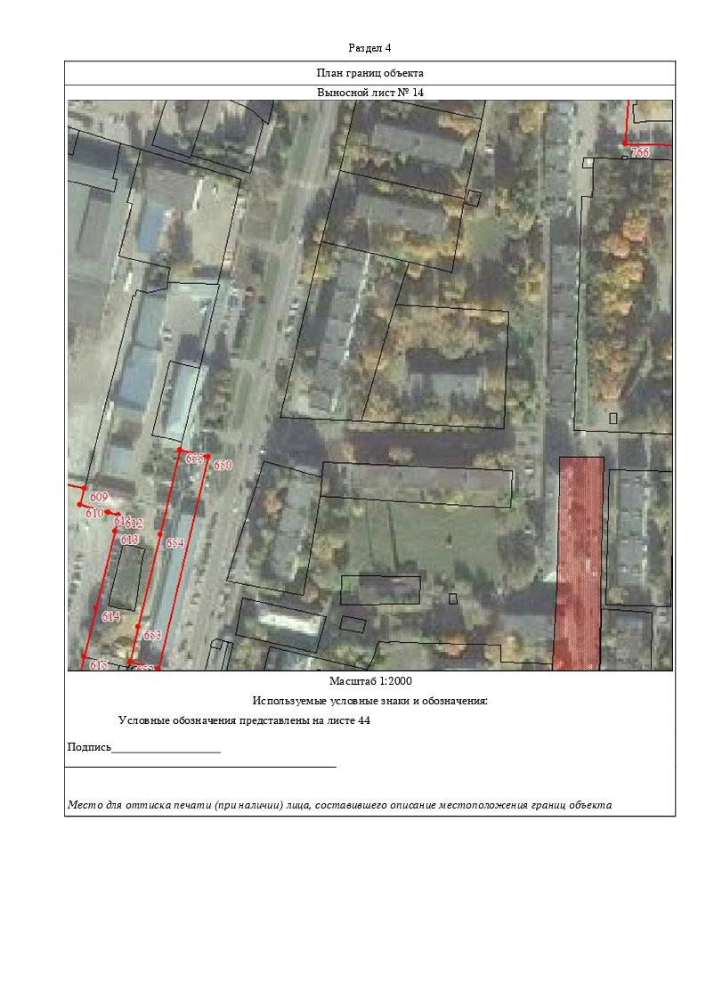 Раздел 4
План границ объекта
Выносной лист № 14
766
655
650
609
610
612
613
654
614
653
615
Масштаб 1:2000
Используемые условные знаки и обозначения:
Условные обозначения представлены на листе 44
Подпись___________________
Место для оттиска печати (при наличии) лица, составившего описание местоположения границ объекта